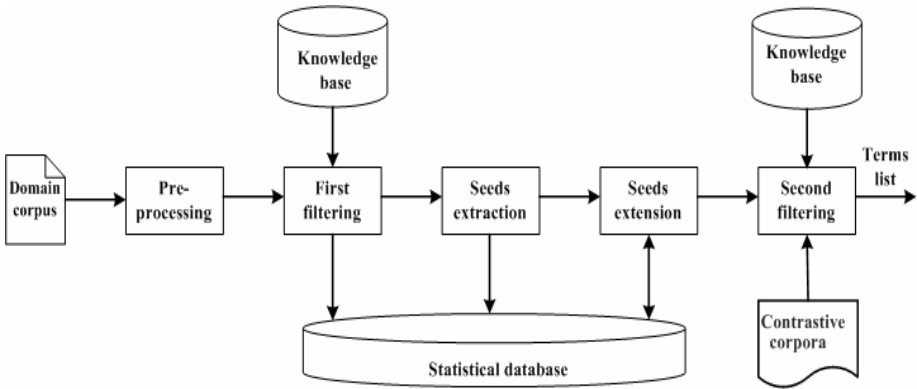 Knowledge
base
Knowledge
base
Domain
corpus
Pre-
processing
First
filtering
Seeds
extraction
Seeds
extension
Second
filtering
Terms
list
Contrastive
corpora
Statistical database